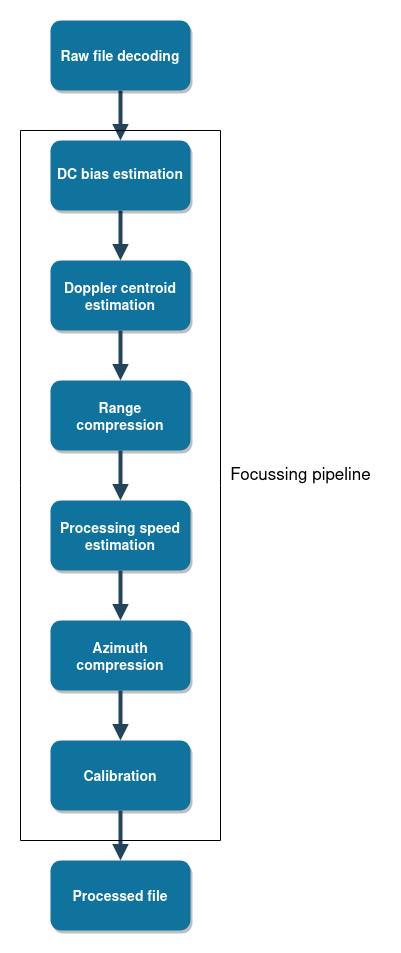 Raw file decoding
DC bias estimation
Doppler centroid
estimation
Range
compression
Focussing pipeline
Processing speed
estimation
Azimuth
compression
Calibration
Processed file